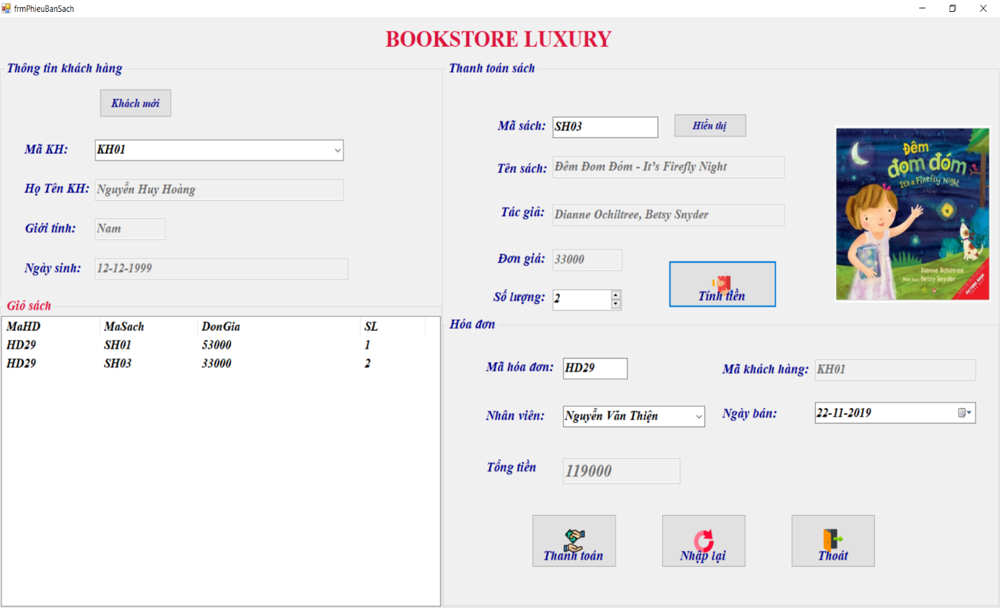 frmPhieuBanSach
BOOKSTORE LUXURY
Thông tin khách hàng
Khách mới
Mã KH: KH01
Họ Tên KH: Nguyễn Huy Hoàng
Giới tính: Nam
Ngày sinh: 12-12-1999
Giỏ sách
MaHD MaSach DonGia SL
HD29 SH01 53000 1
HD29 SH03 33000 2
Thanh toán sách
Mã sách: SH03 Hiển thị
Tên sách: Đêm Đom Đóm - It’s Firefly Night
Tác giả: Dianne Ochiltree, Betsy Snyder
Đơn giá: 33000
Số lượng: 2
Tính tiền
Đêm
đom đóm
It's a Firefly Night
Dianne Ochiltree
Minh họa: Betsy Snyder
PICTURE BOOK
Hóa đơn
Mã hóa đơn: HD29 Mã khách hàng: KH01
Nhân viên: Nguyễn Văn Thiện Ngày bán: 22-11-2019
Tổng tiền 119000
Thanh toán Nhập lại Thoát